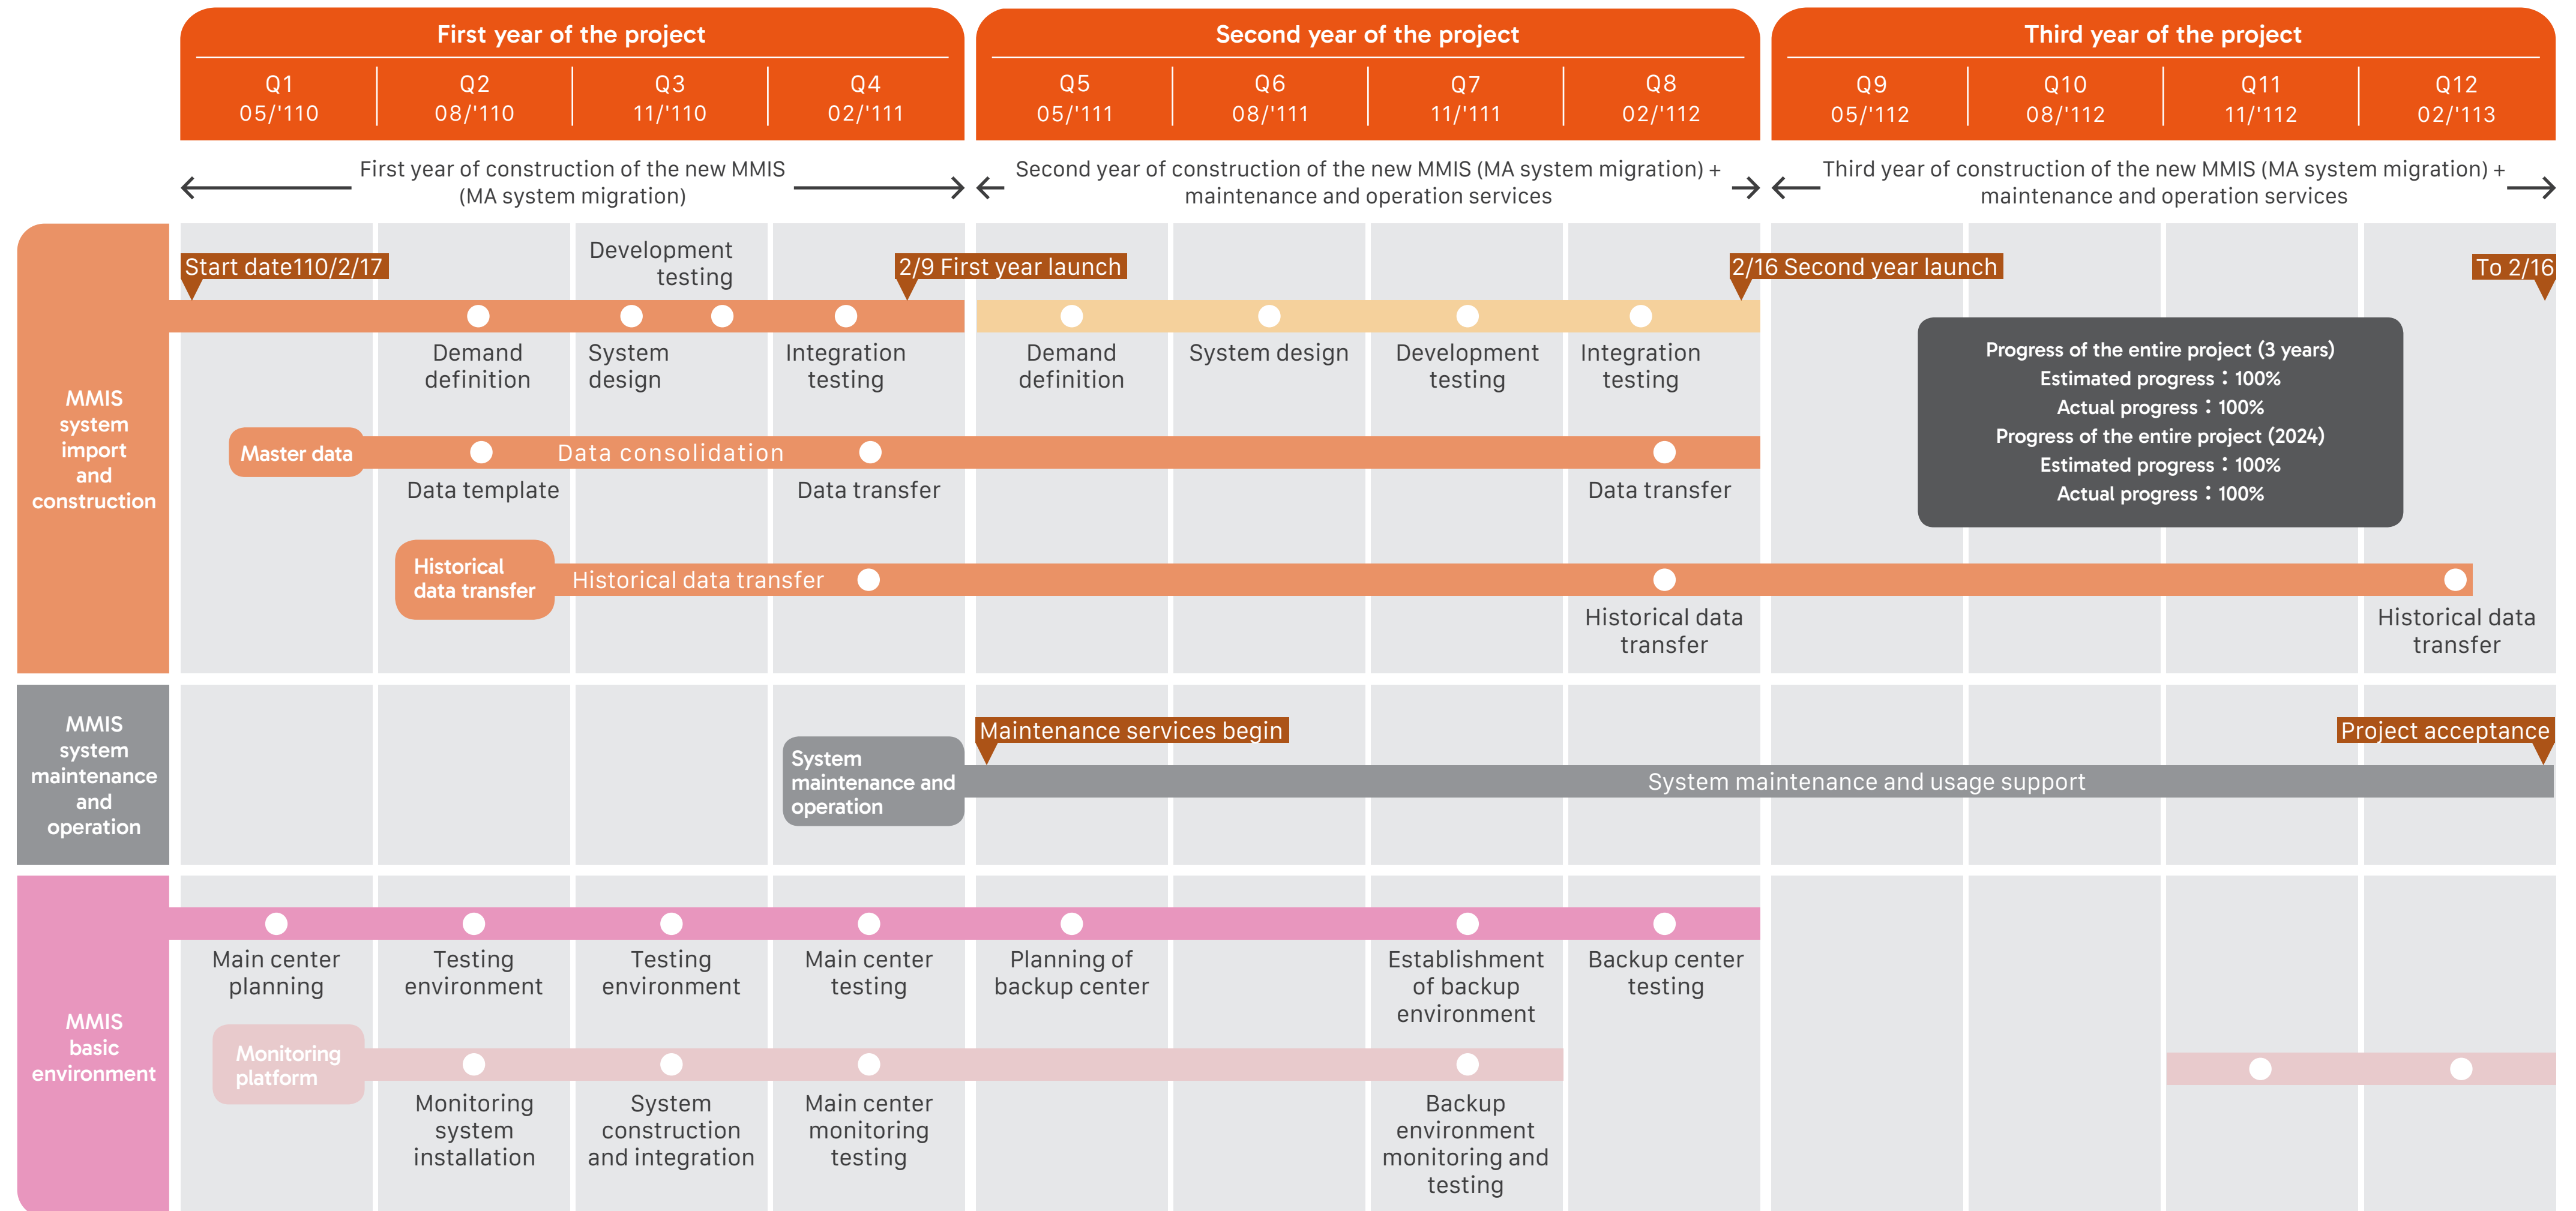 First year of the project
Second year of the project
Third year of the project
Q1
05/'110
Q2
08/'110
Q3
11/'110
Q4
02/'111
Q5
05/'111
Q6
08/'111
Q7
11/'111
Q8
02/'112
Q9
05/'112
Q10
08/'112
Q11
11/'112
Q12
02/'113
First year of construction of the new MMIS
(MA system migration)
Second year of construction of the new MMIS (MA system migration) +
maintenance and operation services
Third year of construction of the new MMIS (MA system migration) +
maintenance and operation services
MMIS
system
import
and
construction
Start date110/2/17
Development
testing
2/9 First year launch
2/16 Second year launch
To 2/16
Demand
definition
System
design
Integration
testing
Demand
definition
System design
Development
testing
Integration
testing
Progress of the entire project (3 years)
Estimated progress：100%
Actual progress：100%
Progress of the entire project (2024)
Estimated progress：100%
Actual progress：100%
Master data
Data consolidation
Data template
Data transfer
Data transfer
Historical
data transfer
Historical data transfer
Historical data
transfer
Historical data
transfer
MMIS
system
maintenance
and
operation
System
maintenance and
operation
Maintenance services begin
Project acceptance
System maintenance and usage support
MMIS
basic
environment
Main center
planning
Testing
environment
Testing
environment
Main center
testing
Planning of
backup center
Establishment
of backup
environment
Backup center
testing
Monitoring
platform
Monitoring
system
installation
System
construction
and integration
Main center
monitoring
testing
Backup
environment
monitoring and
testing